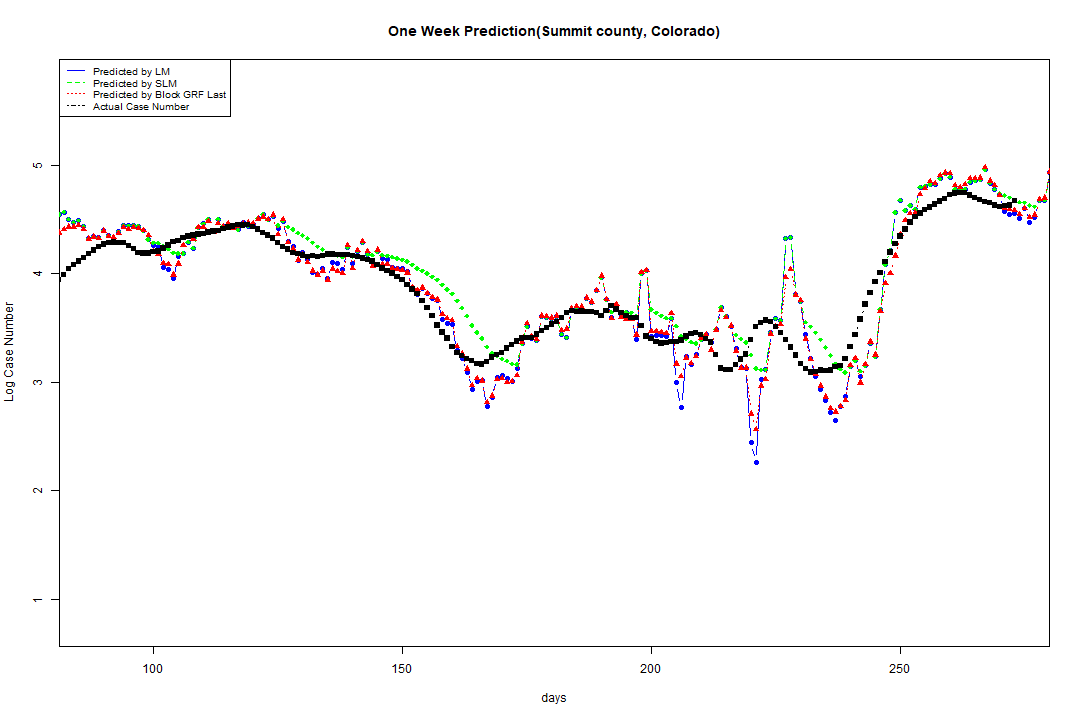 One Week Prediction(Summit county, Colorado)
Predicted by LM
Predicted by SLM
Predicted by Block GRF Last
Actual Case Number
5
4
3
2
1
Log Case Number
100 150 200 250
days